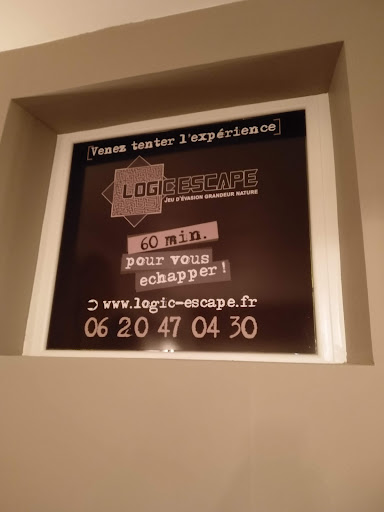 [Venez tenter l'expérience]
LOGIC ESCAPE
JEU D'ÉVASION GRANDEUR NATURE
60 min.
pour vous
echapper !
www.logic-escape.fr
06 20 47 04 30